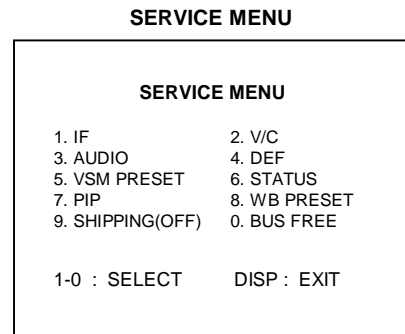 SERVICE MENU
SERVICE MENU
1. IF 2. V/C
3. AUDIO 4. DEF
5. VSM PRESET 6. STATUS
7. PIP 8. WB PRESET
9. SHIPPING(OFF) 0. BUS FREE
1-0 : SELECT DISP : EXIT